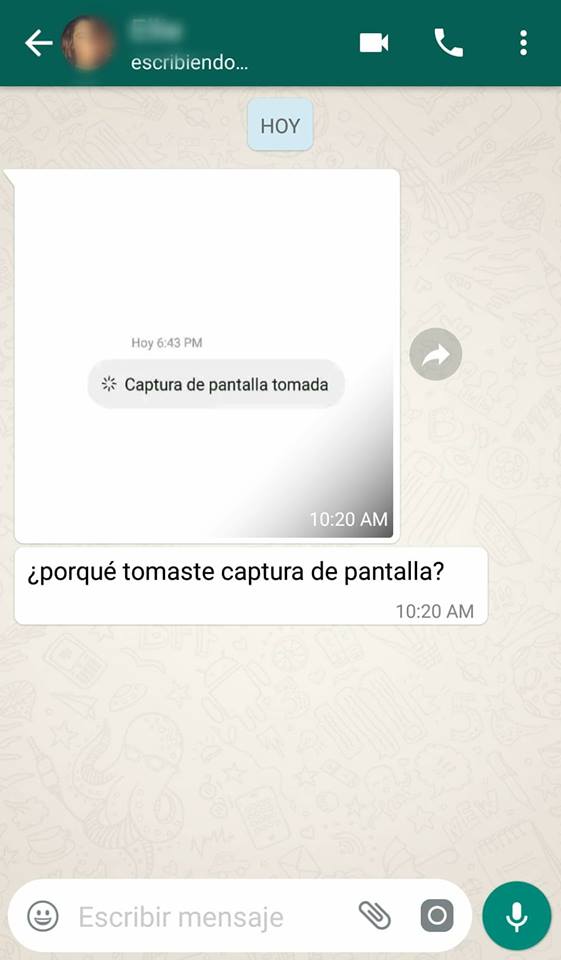 escribiendo...
HOY
Hoy 6:43 PM
Captura de pantalla tomada
10:20 AM
¿porqué tomaste captura de pantalla?
10:20 AM
Escribir mensaje